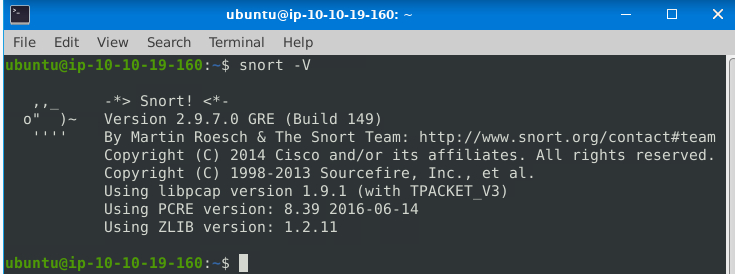 ubuntu@ip-10-10-19-160: ~
File Edit View Search Terminal Help
ubuntu@ip-10-10-19-160:~$ snort -V
   ,,_     -*> Snort! <*-
  o"  )~   Version 2.9.7.0 GRE (Build 149)
   ''''    By Martin Roesch & The Snort Team: http://www.snort.org/contact#team
           Copyright (C) 2014 Cisco and/or its affiliates. All rights reserved.
           Copyright (C) 1998-2013 Sourcefire, Inc., et al.
           Using libpcap version 1.9.1 (with TPACKET_V3)
           Using PCRE version: 8.39 2016-06-14
           Using ZLIB version: 1.2.11
ubuntu@ip-10-10-19-160:~$